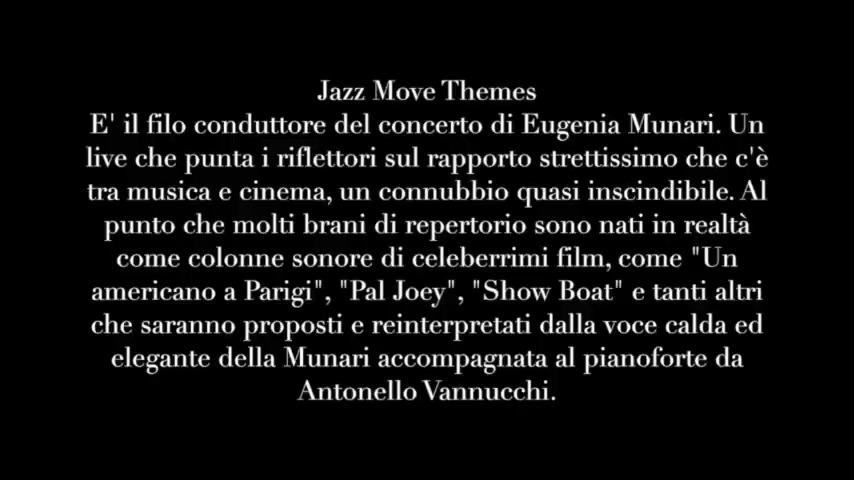 Jazz Move Themes
E' il filo conduttore del concerto di Eugenia Munari. Un
live che punta i riflettori sul rapporto strettissimo che c'è
tra musica e cinema, un connubbio quasi inscindibile. Al
punto che molti brani di repertorio sono nati in realtà
come colonne sonore di celeberrimi film, come "Un
americano a Parigi", "Pal Joey", "Show Boat" e tanti altri
che saranno proposti e reinterpretati dalla voce calda ed
elegante della Munari accompagnata al pianoforte da
Antonello Vannucchi.